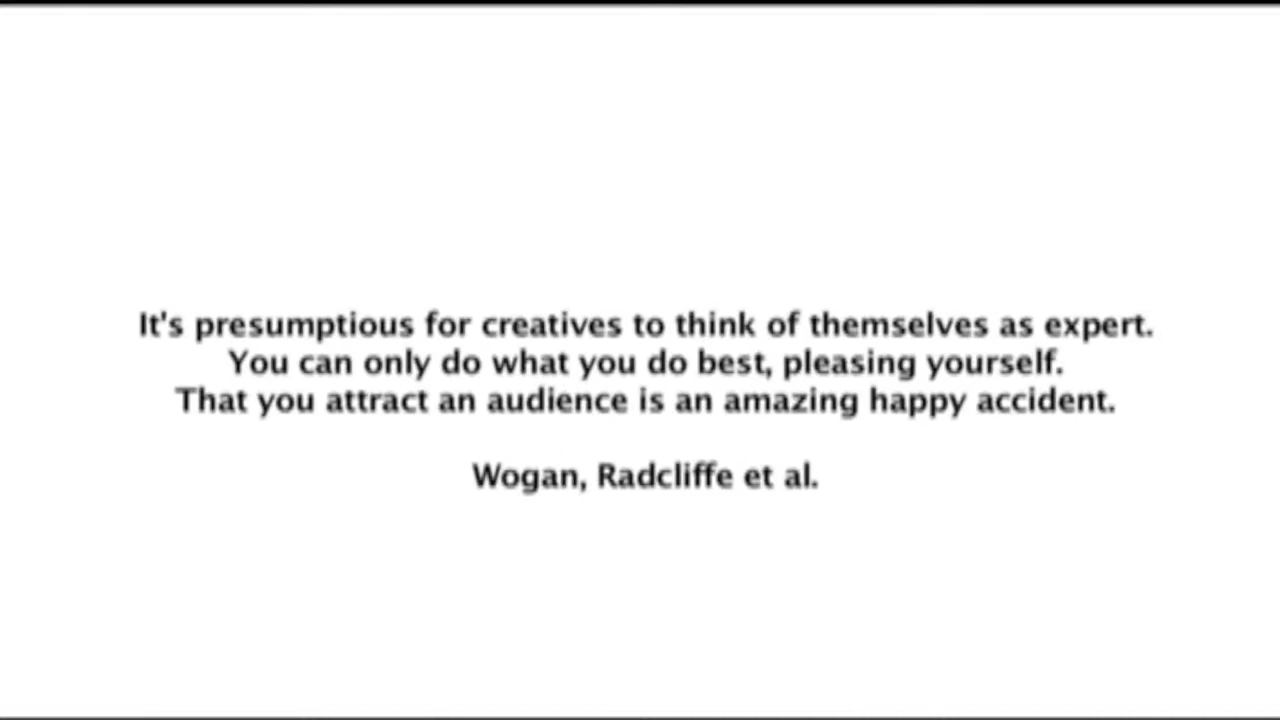 It's presumptious for creatives to think of themselves as expert.
You can only do what you do best, pleasing yourself.
That you attract an audience is an amazing happy accident.
Wogan, Radcliffe et al.